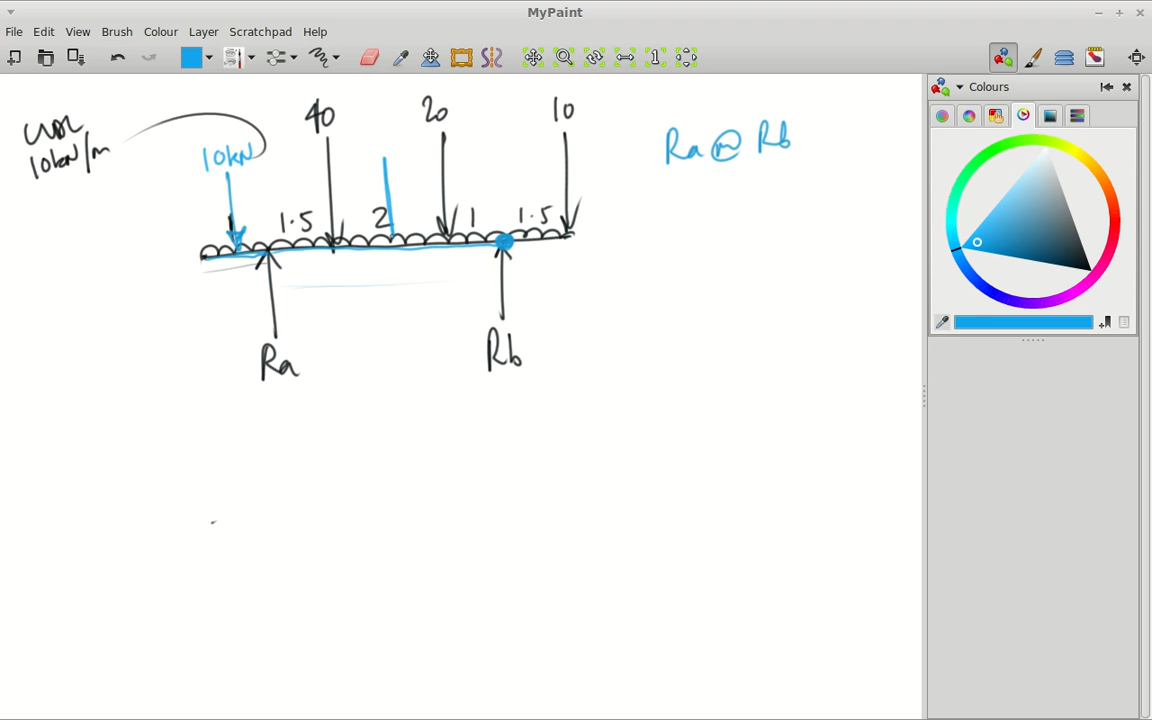 MyPaint
File Edit View Brush Colour Layer Scratchpad Help
Colours
UDL
10kN/m
10kN
40
20
10
Ra @ Rb
1
1.5
2
1
1.5
Ra
Rb